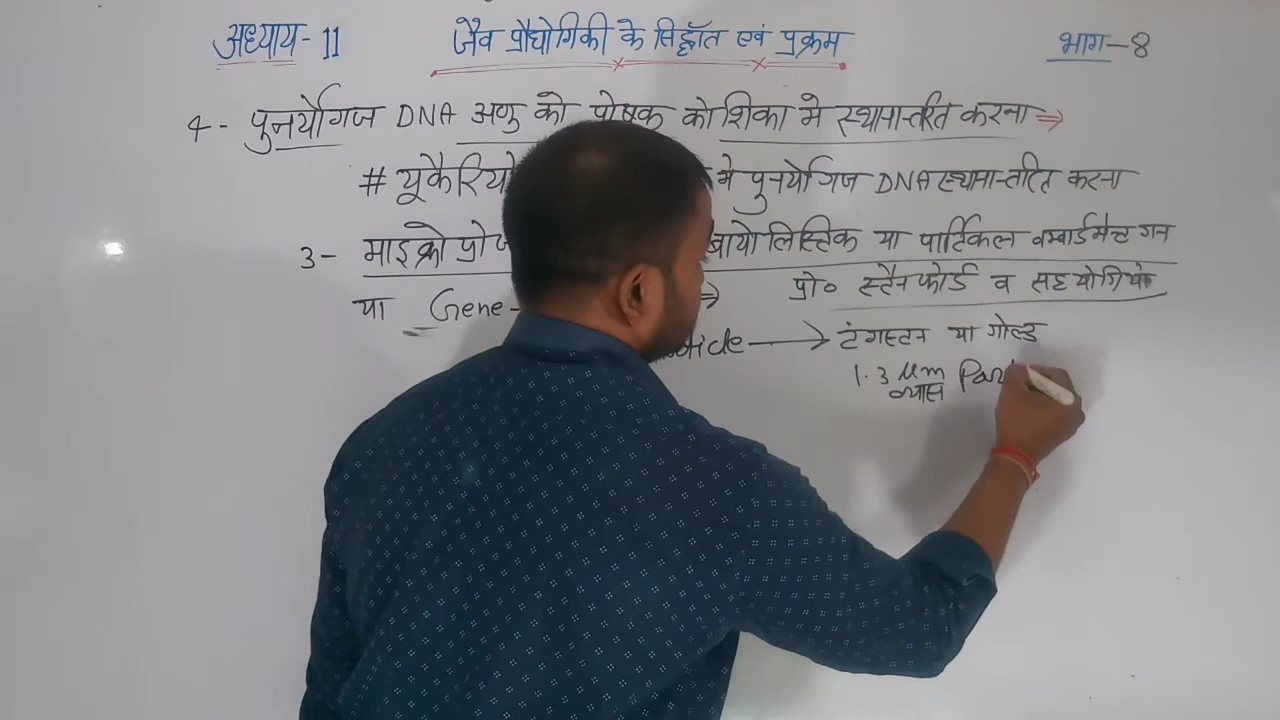 अध्याय - 11 जैव प्रौद्योगिकी के सिद्धाँत एवं प्रक्रम भाग - 8
4 - पुनर्योगज DNA अणु को पोषक कोशिका मे स्थानान्तरित करना ⇒
# यूकैरियो मे पुनर्योगज DNA स्थानान्तरित करना
3 - माइक्रो प्रोज बायोलिस्टिक या पार्टिकल बम्बार्डमेन्ट गन
या Gene - ⇒ प्रो० स्टैनफोर्ड व सहयोगियो
ticle → टंगस्टन या गोल्ड
1.3 μm Par
व्यास